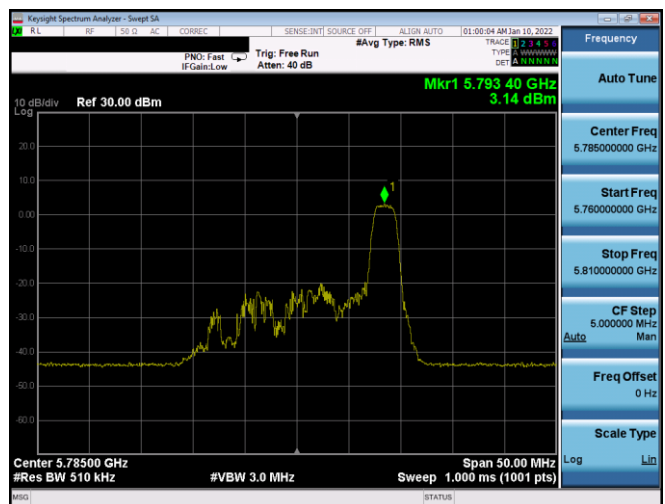 Keysight Spectrum Analyzer - Swept SA
RL RF 50 Ω AC CORREC SENSE:INT SOURCE OFF ALIGN AUTO 01:00:04 AM Jan 10, 2022
#Avg Type: RMS
TRACE 1 2 3 4 5 6
PNO: Fast Trig: Free Run TYPE A WWWWW
IFGain:Low Atten: 40 dB DET A N N N N N
Mkr1 5.793 40 GHz
3.14 dBm
10 dB/div Ref 30.00 dBm
Log
20.0
10.0
0.00
-10.0
-20.0
-30.0
-40.0
-50.0
-60.0
1
Center 5.78500 GHz Span 50.00 MHz
#Res BW 510 kHz #VBW 3.0 MHz Sweep 1.000 ms (1001 pts)
MSG STATUS
Frequency
Auto Tune
Center Freq
5.785000000 GHz
Start Freq
5.760000000 GHz
Stop Freq
5.810000000 GHz
CF Step
5.000000 MHz
Auto Man
Freq Offset
0 Hz
Scale Type
Log Lin